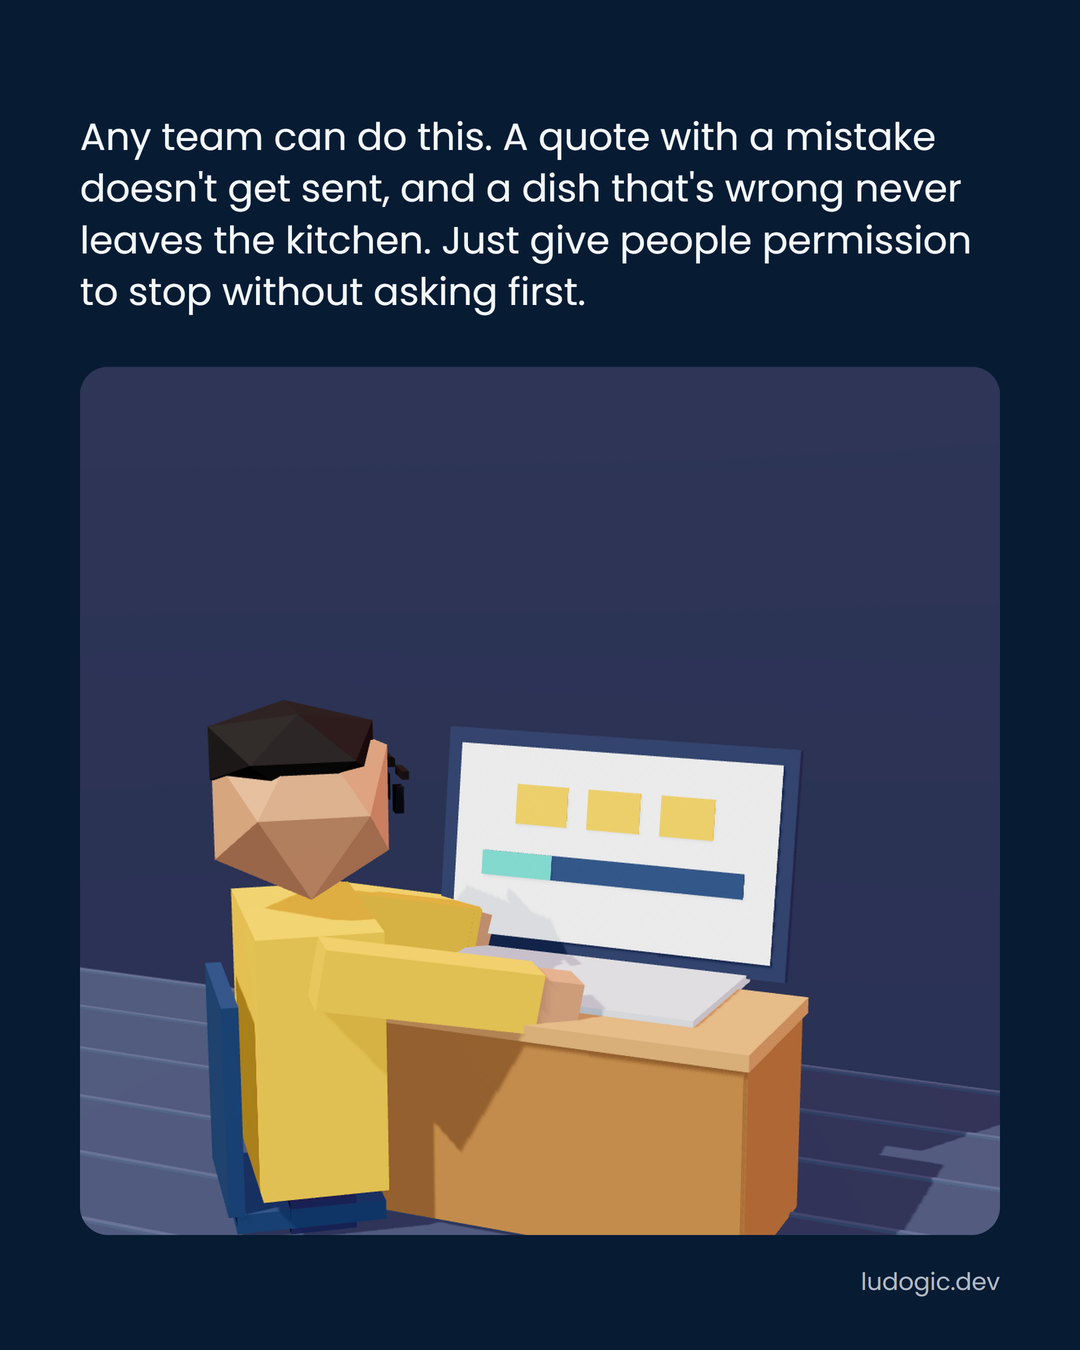 Any team can do this. A quote with a mistake
doesn't get sent, and a dish that's wrong never
leaves the kitchen. Just give people permission
to stop without asking first.
ludogic.dev